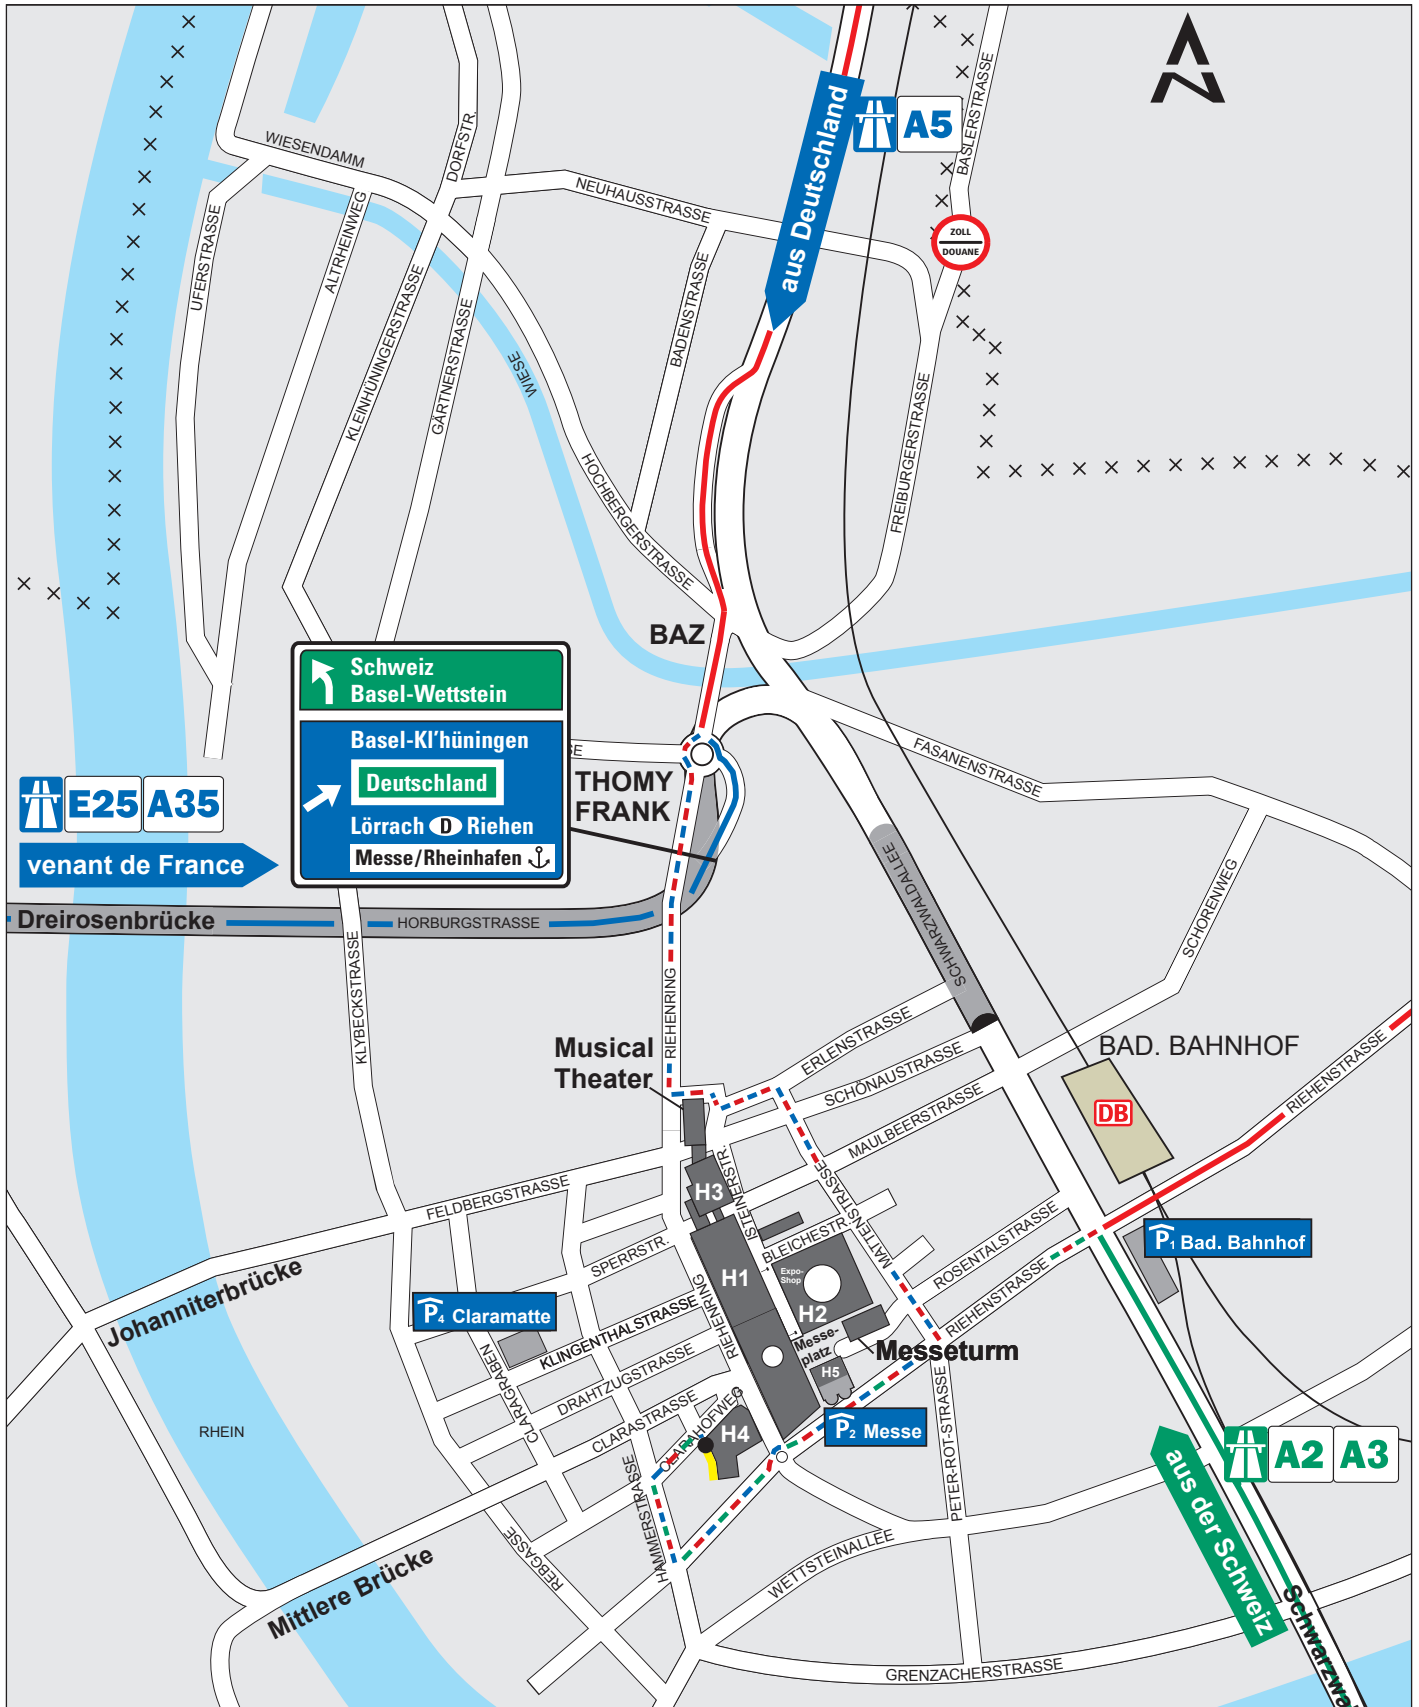 WIESENDAMM
DORFSTR.
BASLERSTRASSE
A5
aus Deutschland
NEUHAUSSTRASSE
UFERSTRASSE
ALTRHEINWEG
ZOLL
DOUANE
KLEINHÜNINGERSTRASSE
GÄRTNERSTRASSE
BADENSTRASSE
WIESE
FREIBURGERSTRASSE
HOCHBERGERSTRASSE
BAZ
Schweiz
Basel-Wettstein
Basel-Kl'hüningen
Deutschland
Lörrach D Riehen
Messe/Rheinhafen
SE
THOMY
FRANK
FASANENSTRASSE
E25 A35
venant de France
SCHWARZWALDALLEE
SCHORENWEG
Dreirosenbrücke
HORBURGSTRASSE
KLYBECKSTRASSE
RIEHENRING
Musical
Theater
ERLENSTRASSE
SCHÖNAUSTRASSE
MAULBEERSTRASSE
BAD. BAHNHOF
DB
RIEHENSTRASSE
FELDBERGSTRASSE
H3
ISTEINERSTR.
MATTENSTRASSE
SPERRSTR.
BLEICHESTR.
ROSENTALSTRASSE
P1 Bad. Bahnhof
Johanniterbrücke
H1
Expo-
Shop
H2
RIEHENSTRASSE
P4 Claramatte
KLINGENTHALSTRASSE
RIEHENRING
Messe-
platz
Messeturm
H5
CLARAGRABEN
DRAHTZUGSTRASSE
CLARASTRASSE
CLARAHOFWEG
H4
P2 Messe
PETER-ROT-STRASSE
RHEIN
A2 A3
aus der Schweiz
HAMMERSTRASSE
REBGASSE
WETTSTEINALLEE
Mittlere Brücke
GRENZACHERSTRASSE
Schwarzwa